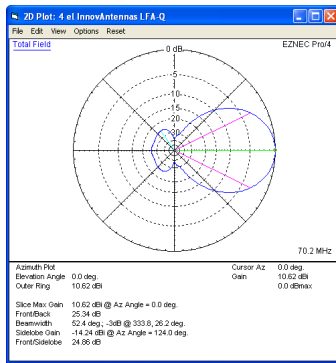 2D Plot: 4 el InnovAntennas LFA-Q
File Edit View Options Reset
Total Field
EZNEC Pro/4
0 dB
-5
-10
-15
-20
-30
70.2 MHz
Azimuth Plot
Elevation Angle 0.0 deg.
Outer Ring 10.62 dBi
Cursor Az 0.0 deg.
Gain 10.62 dBi
0.0 dBmax
Slice Max Gain 10.62 dBi @ Az Angle = 0.0 deg.
Front/Back 25.34 dB
Beamwidth 52.4 deg.; -3dB @ 333.8, 26.2 deg.
Sidelobe Gain -14.24 dBi @ Az Angle = 124.0 deg.
Front/Sidelobe 24.86 dB